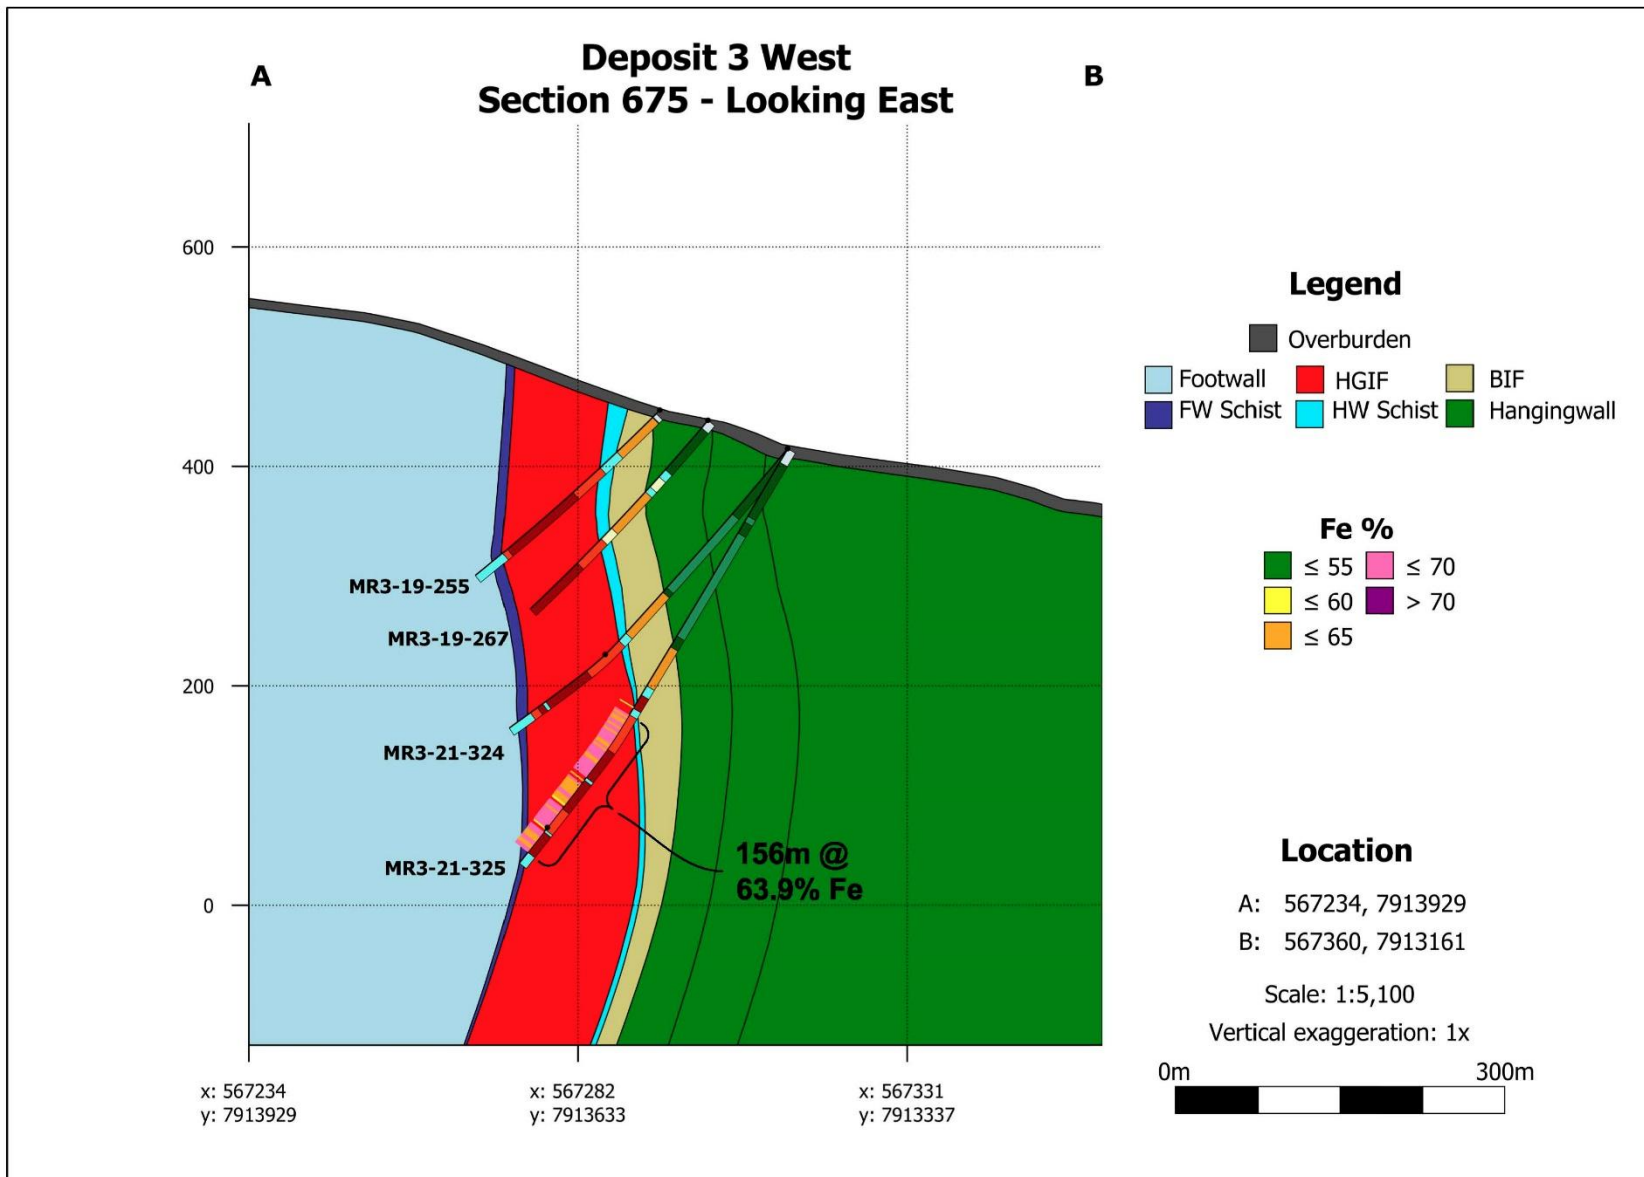 Deposit 3 West
A
B
Section 675 - Looking East
600
400
200
0
MR3-19-255
MR3-19-267
MR3-21-324
MR3-21-325
156m @
63.9% Fe
x: 567234
y: 7913929
x: 567282
y: 7913633
x: 567331
y: 7913337
Legend
Overburden
Footwall
HGIF
BIF
FW Schist
HW Schist
Hangingwall
Fe %
≤ 55
≤ 70
≤ 60
> 70
≤ 65
Location
A: 567234, 7913929
B: 567360, 7913161
Scale: 1:5,100
Vertical exaggeration: 1x
0m
300m